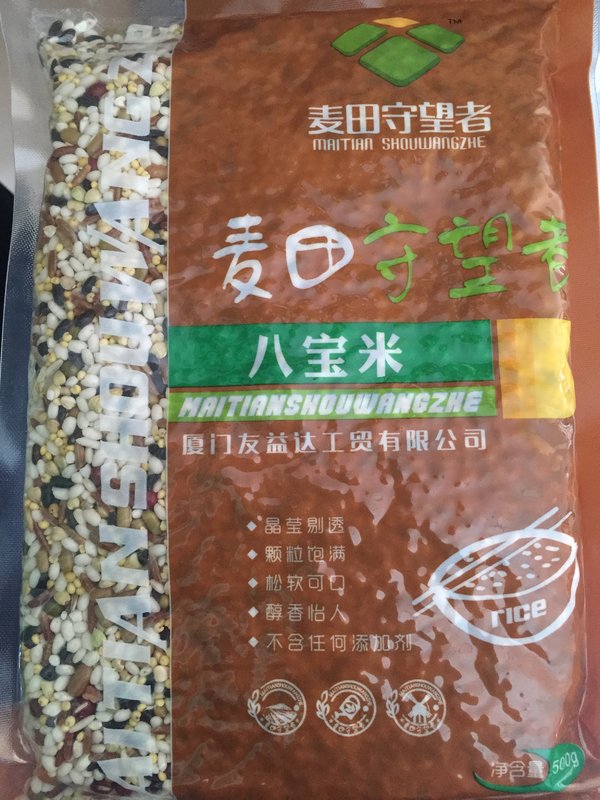 TM
麦田守望者
MAITIAN SHOUWANGZHE
麦田守望者
八宝米
MAITIANSHOUWANGZHE
厦门友益达工贸有限公司
晶莹剔透
颗粒饱满
松软可口
醇香怡人
不含任何添加剂
rice
净含量 500g